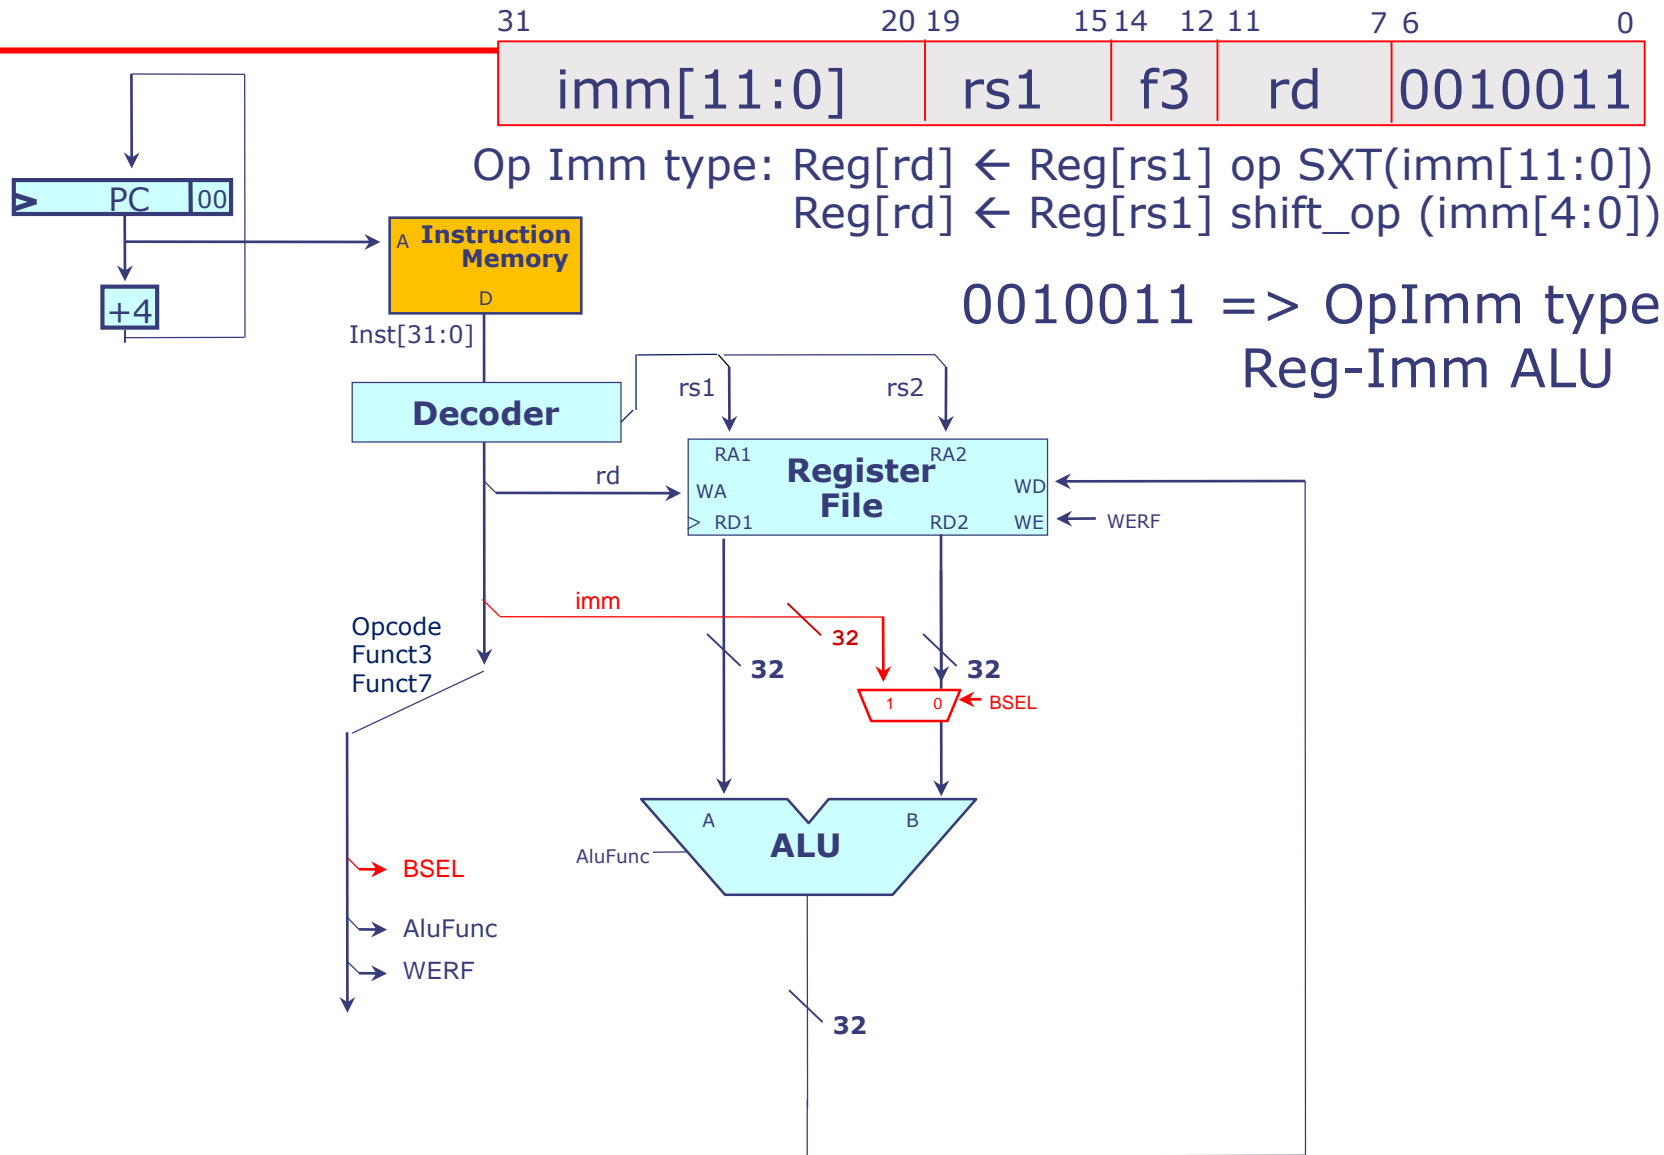 31 20 19 15 14 12 11 7 6 0
imm[11:0] rs1 f3 rd 0010011
Op Imm type: Reg[rd] ← Reg[rs1] op SXT(imm[11:0])
Reg[rd] ← Reg[rs1] shift_op (imm[4:0])
PC 00
A Instruction
Memory
D
+4
0010011 => OpImm type
Reg-Imm ALU
Inst[31:0]
rs1 rs2
Decoder
RA1 RA2
Register
File
rd
WA WD
RD1 RD2 WE
WERF
imm
32
Opcode
Funct3
Funct7
32 32
1 0 BSEL
A B
ALU
AluFunc
BSEL
AluFunc
WERF
32